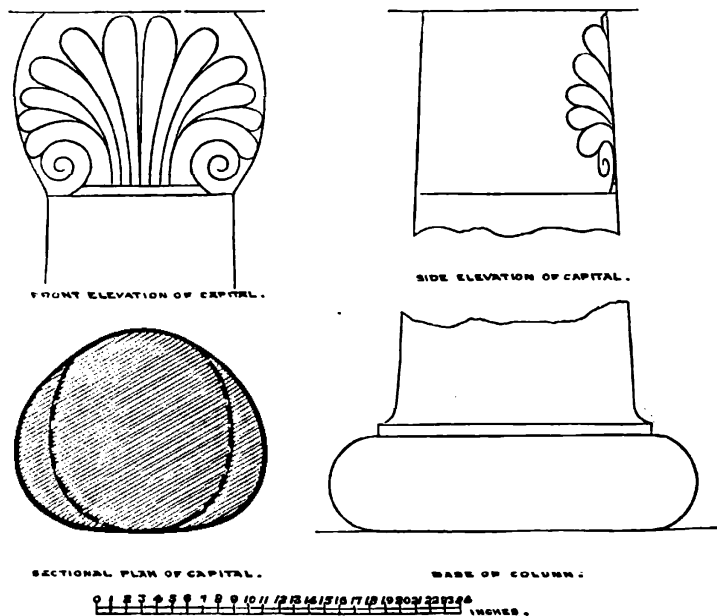 FRONT ELEVATION OF CAPITAL.
SIDE ELEVATION OF CAPITAL.
SECTIONAL PLAN OF CAPITAL.
BASE OF COLUMN.
0 1 2 3 4 5 6 7 8 9 10 11 12 13 14 15 16 17 18 19 20 21 22 23 24
INCHES.